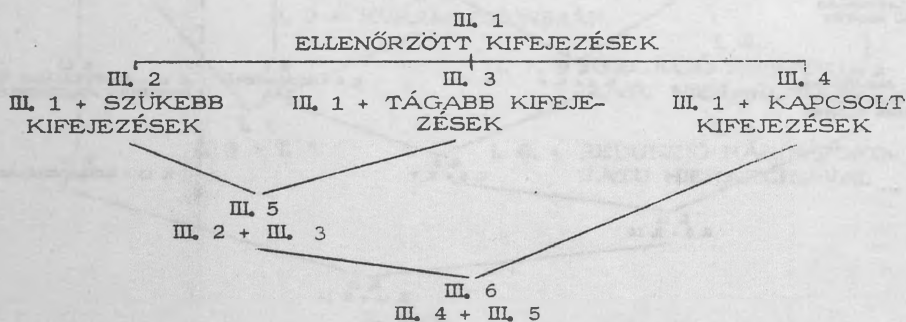 III. 1
ELLENŐRZÖTT KIFEJEZÉSEK
III. 2
III. 1 + SZÜKEBB
KIFEJEZÉSEK
III. 3
III. 1 + TÁGABB KIFEJE-
ZÉSEK
III. 4
III. 1 + KAPCSOLT
KIFEJEZÉSEK
III. 5
III. 2 + III. 3
III. 6
III. 4 + III. 5